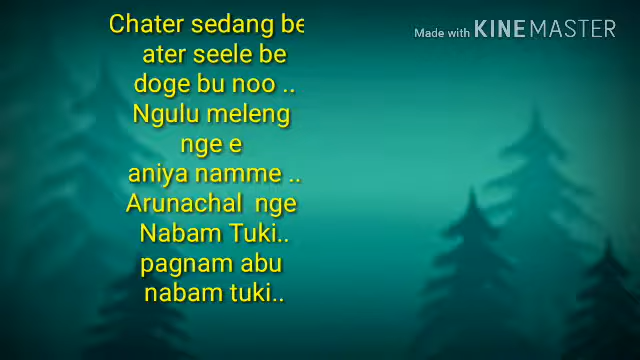 Chater sedang be
ater seele be
doge bu noo ..
Ngulu meleng
nge e
aniya namme ..
Arunachal nge
Nabam Tuki..
pagnam abu
nabam tuki..
Made with KINEMASTER